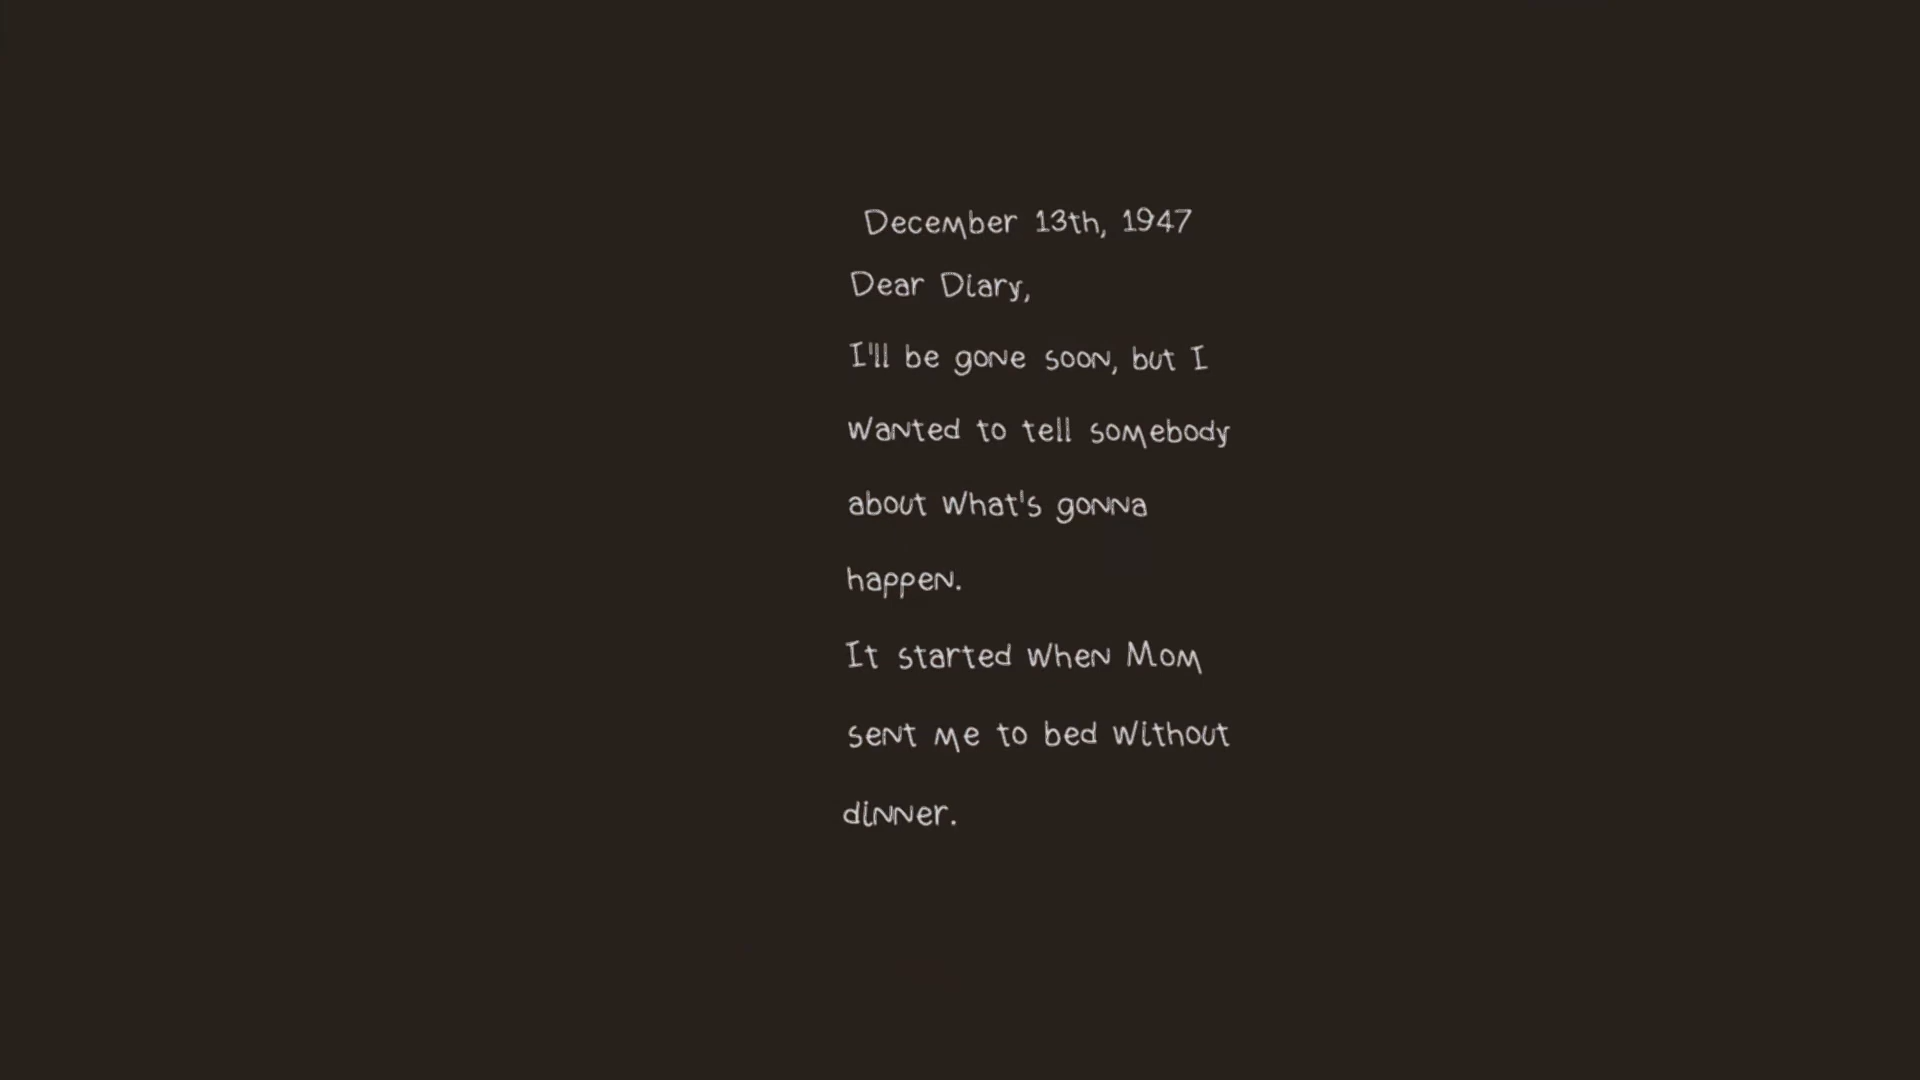 December 13th, 1947
Dear Diary,
I'll be gone soon, but I
wanted to tell somebody
about what's gonna
happen.
It started when Mom
sent me to bed without
dinner.